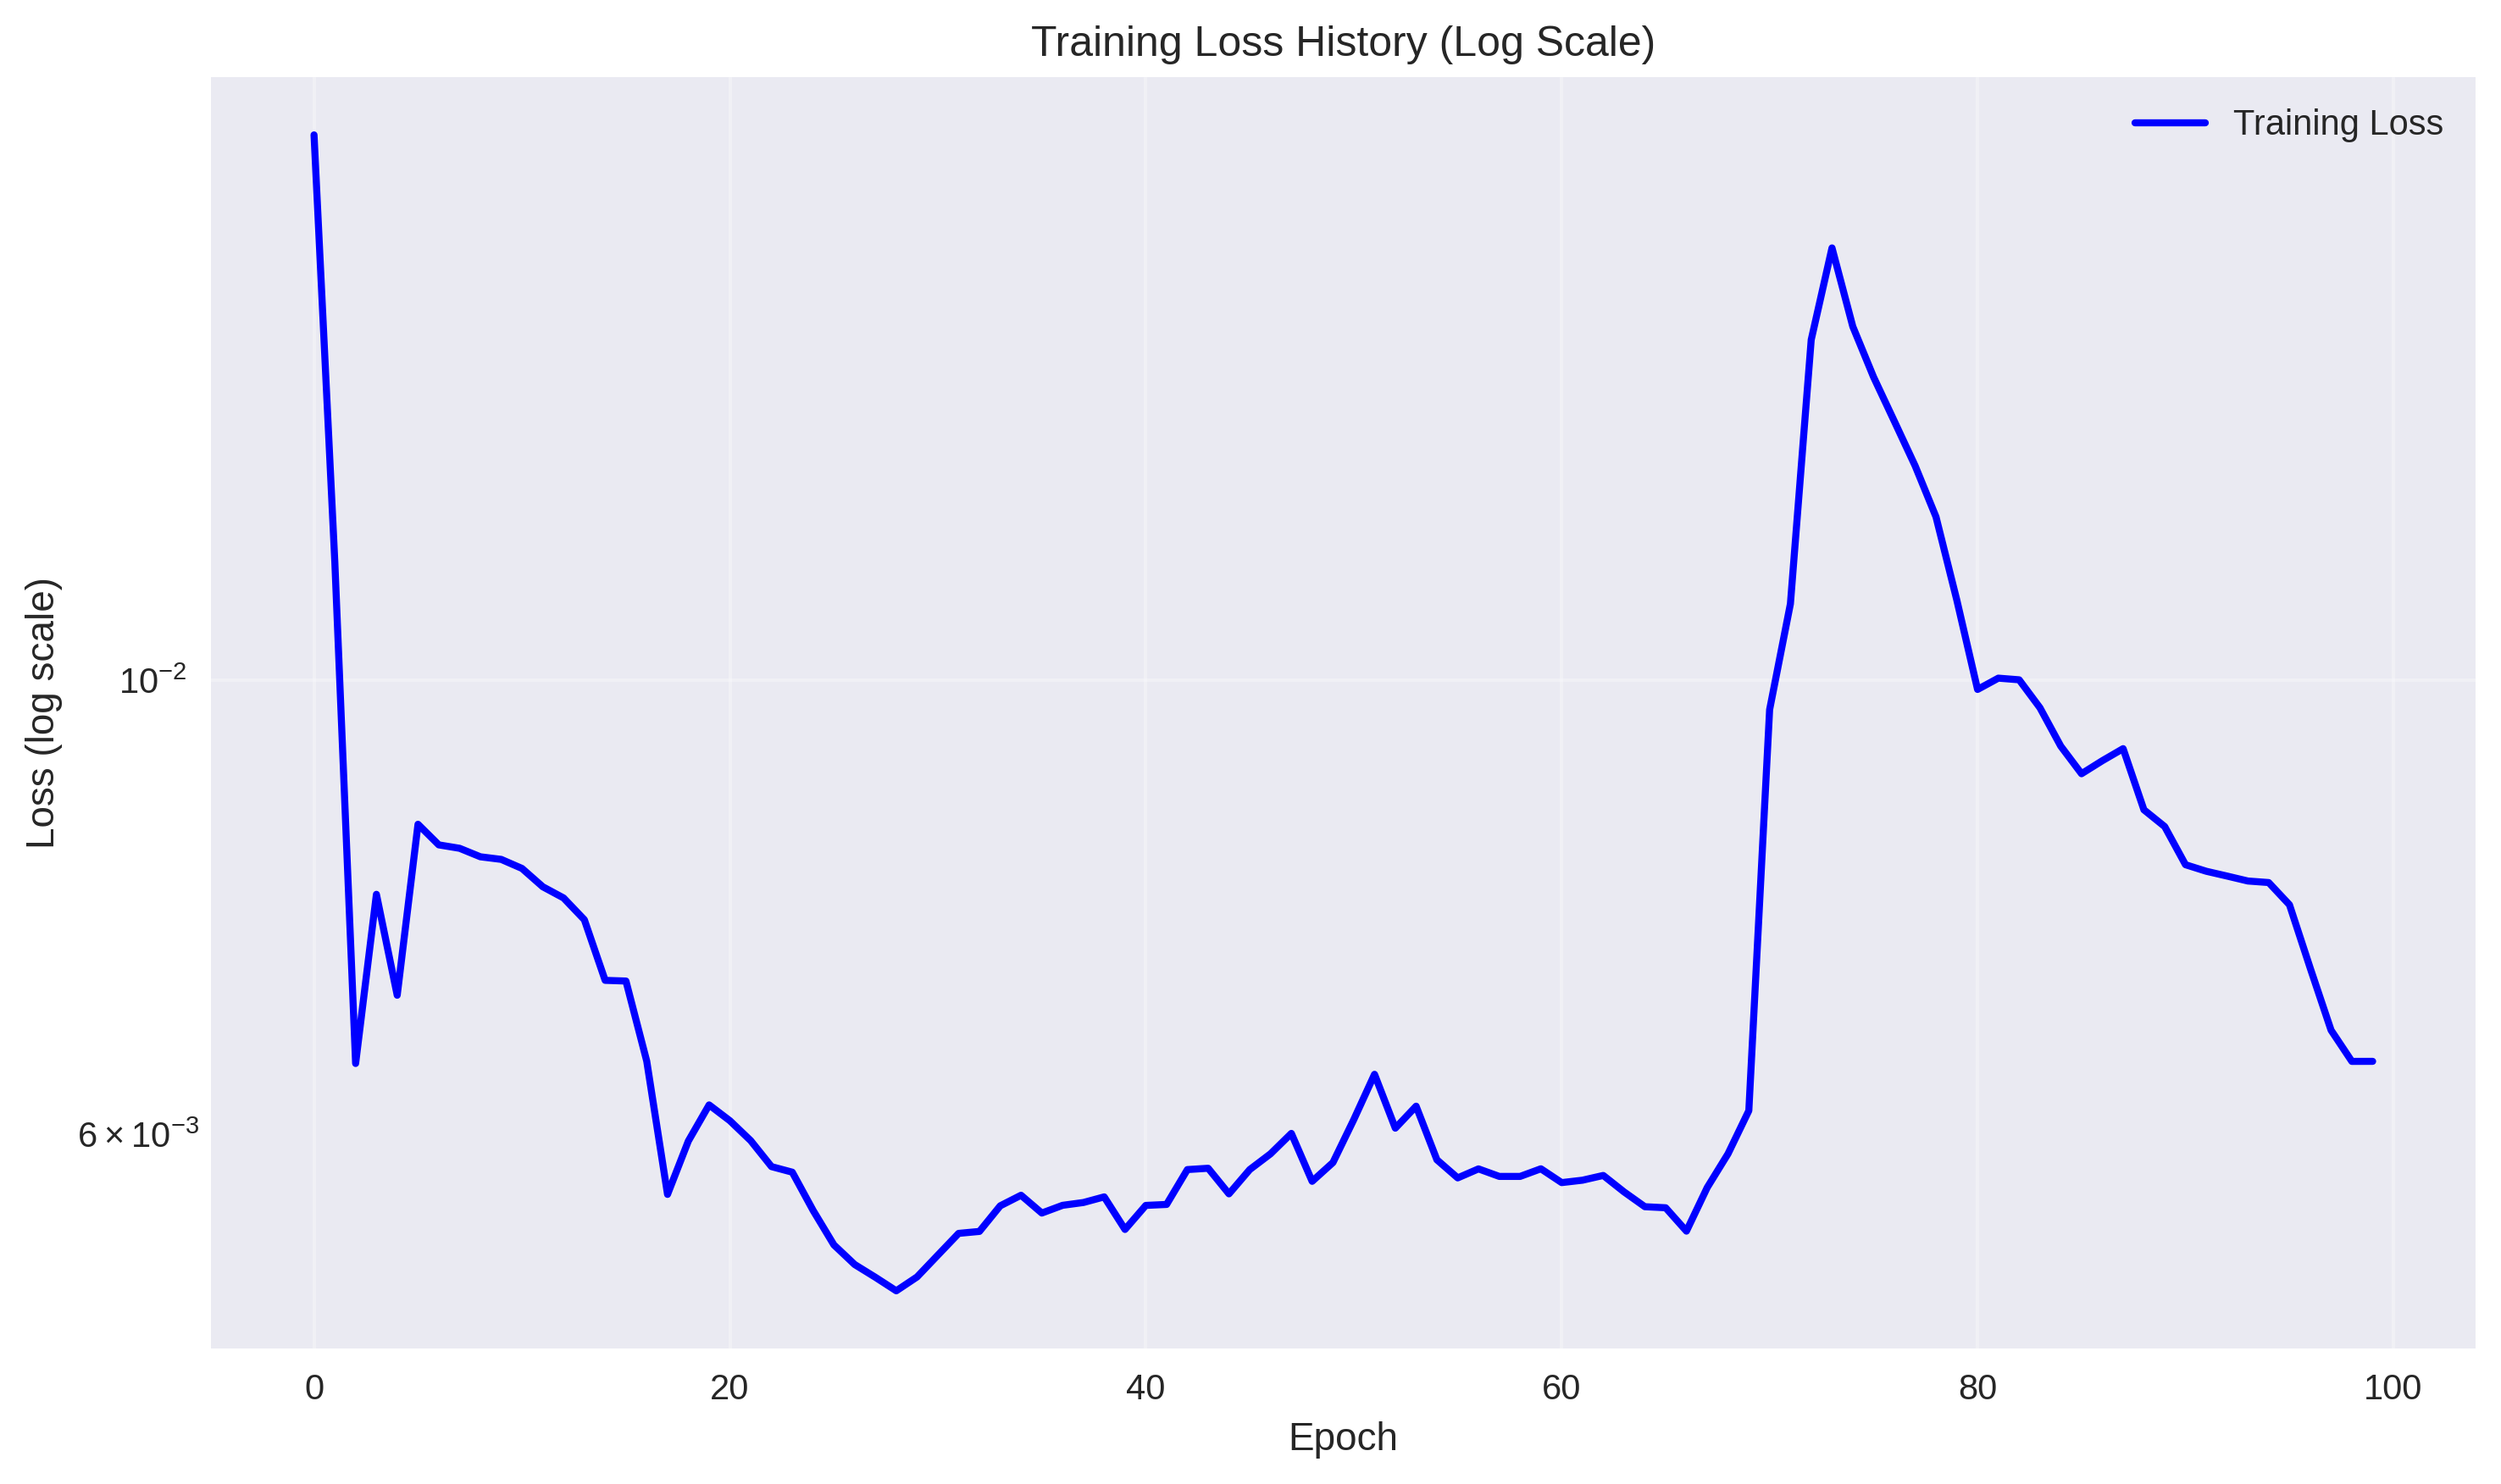 Training Loss History (Log Scale)
Training Loss
Loss (log scale)
10⁻²
6 × 10⁻³
0 20 40 60 80 100
Epoch